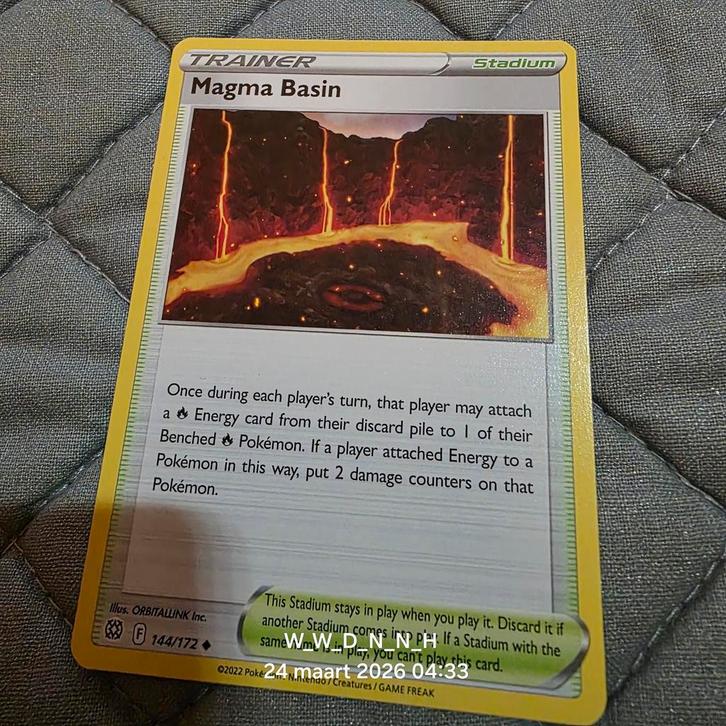 TRAINER
Stadium
Magma Basin
Once during each player's turn, that player may attach
a Energy card from their discard pile to 1 of their
Benched Pokémon. If a player attached Energy to a
Pokémon in this way, put 2 damage counters on that
Pokémon.
Illus. ORBITALLINK Inc.
F 144/172
This Stadium stays in play when you play it. Discard it if
another Stadium comes into play. If a Stadium with the
same name is in play, you can't play this card.
W_W_D_N_N_H
24 maart 2026 04:33
©2022 Pokémon / Nintendo / Creatures / GAME FREAK